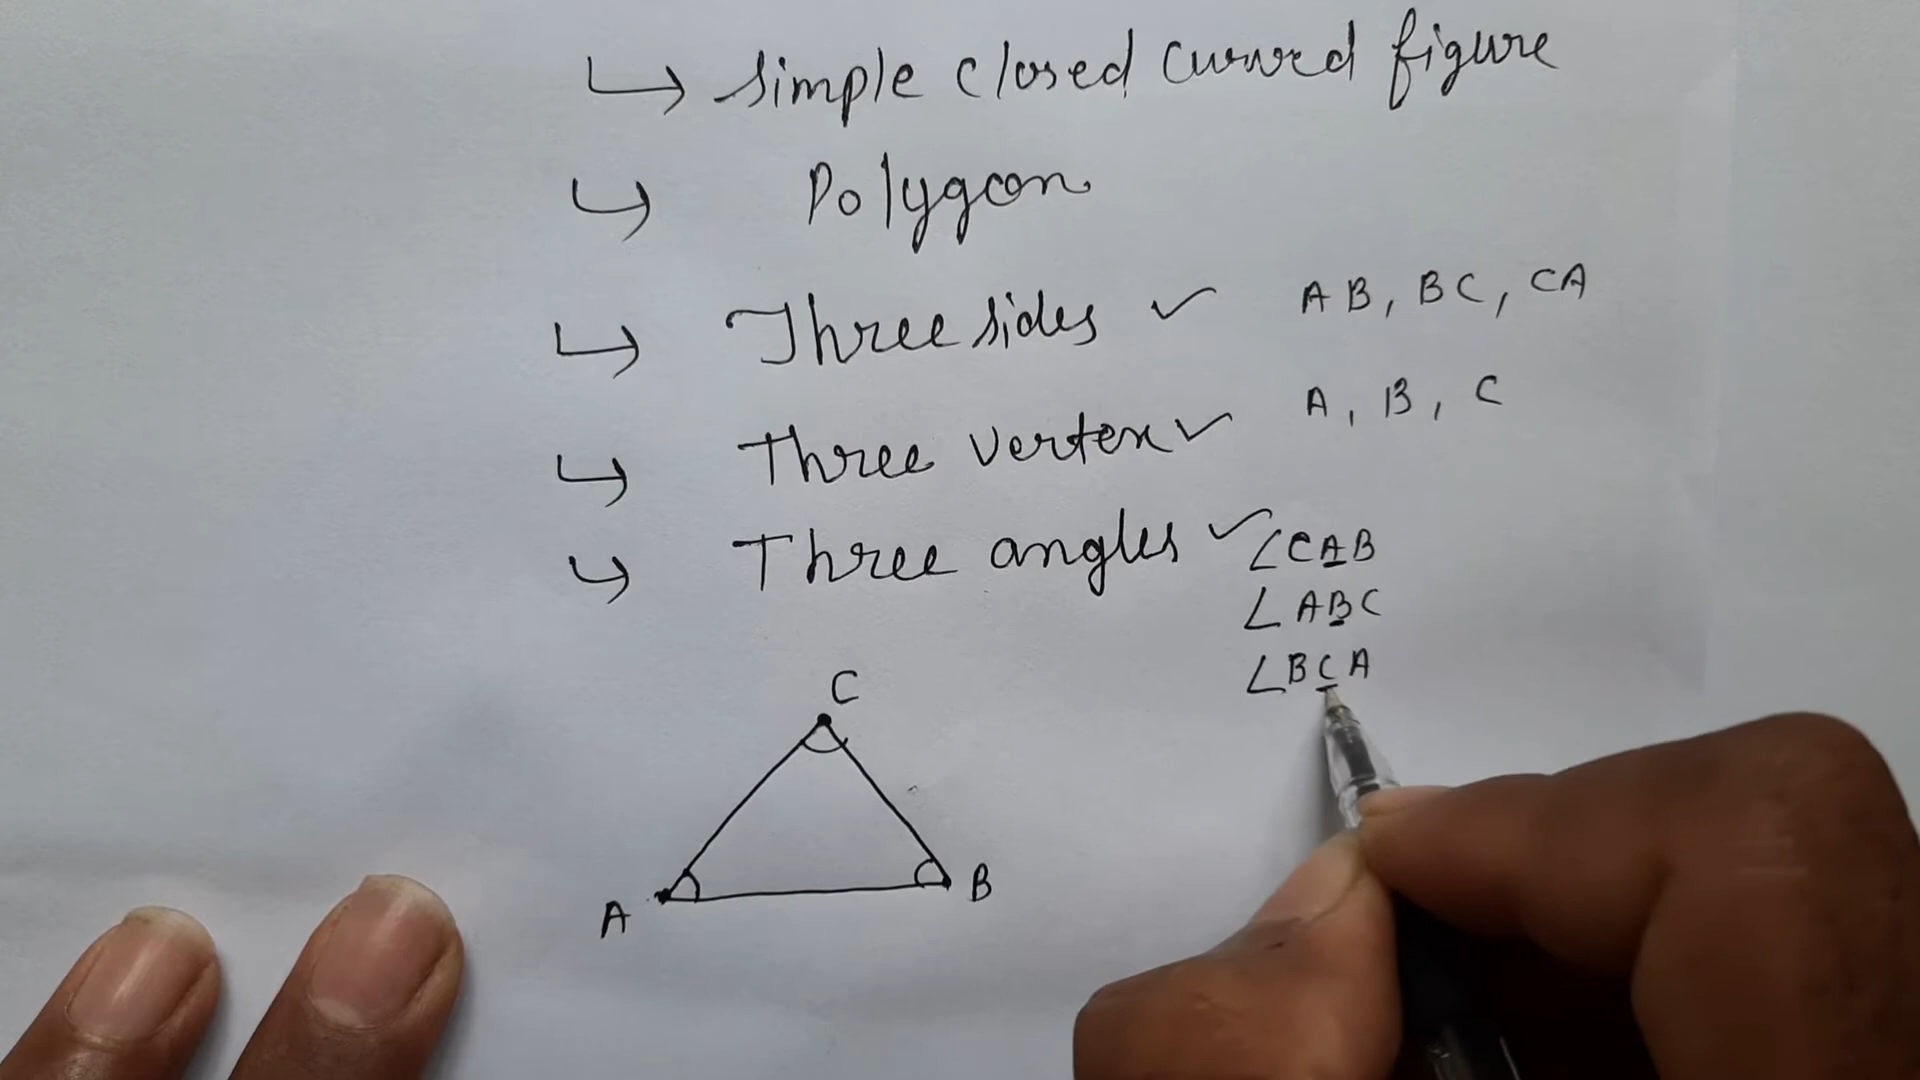 ↳ simple closed curved figure
↳ Polygon
↳ Three sides ✓ AB, BC, CA
↳ Three vertex ✓ A, B, C
↳ Three angles ✓ ∠CAB
∠ABC
∠BCA
C
A
B